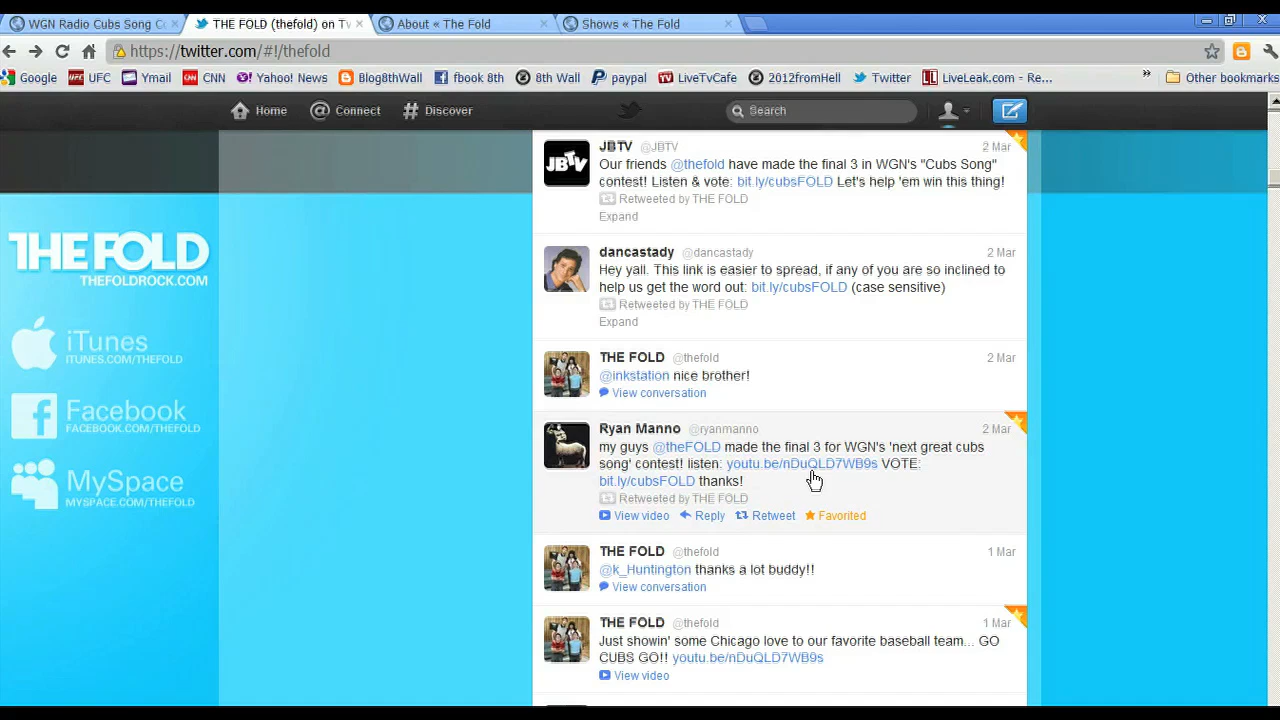 WGN Radio Cubs Song Co
THE FOLD (thefold) on Tw
About « The Fold
Shows « The Fold
https://twitter.com/#!/thefold
Google
UFC
Ymail
CNN
Yahoo! News
Blog8thWall
fbook 8th
8th Wall
paypal
LiveTvCafe
2012fromHell
Twitter
LiveLeak.com - Re...
»
Other bookmarks
Home
Connect
Discover
Search
JBTV
JBTV @JBTV 2 Mar
Our friends @thefold have made the final 3 in WGN's "Cubs Song"
contest! Listen & vote: bit.ly/cubsFOLD Let's help 'em win this thing!
Retweeted by THE FOLD
Expand
dancastady @dancastady 2 Mar
Hey yall. This link is easier to spread, if any of you are so inclined to
help us get the word out: bit.ly/cubsFOLD (case sensitive)
Retweeted by THE FOLD
Expand
THE FOLD @thefold 2 Mar
@inkstation nice brother!
View conversation
Ryan Manno @ryanmanno 2 Mar
my guys @theFOLD made the final 3 for WGN's 'next great cubs
song' contest! listen: youtu.be/nDuQLD7WB9s VOTE:
bit.ly/cubsFOLD thanks!
Retweeted by THE FOLD
View video Reply Retweet Favorited
THE FOLD @thefold 1 Mar
@k_Huntington thanks a lot buddy!!
View conversation
THE FOLD @thefold 1 Mar
Just showin' some Chicago love to our favorite baseball team... GO
CUBS GO!! youtu.be/nDuQLD7WB9s
View video
THE FOLD
THEFOLDROCK.COM
iTunes
ITUNES.COM/THEFOLD
Facebook
FACEBOOK.COM/THEFOLD
MySpace
MYSPACE.COM/THEFOLD